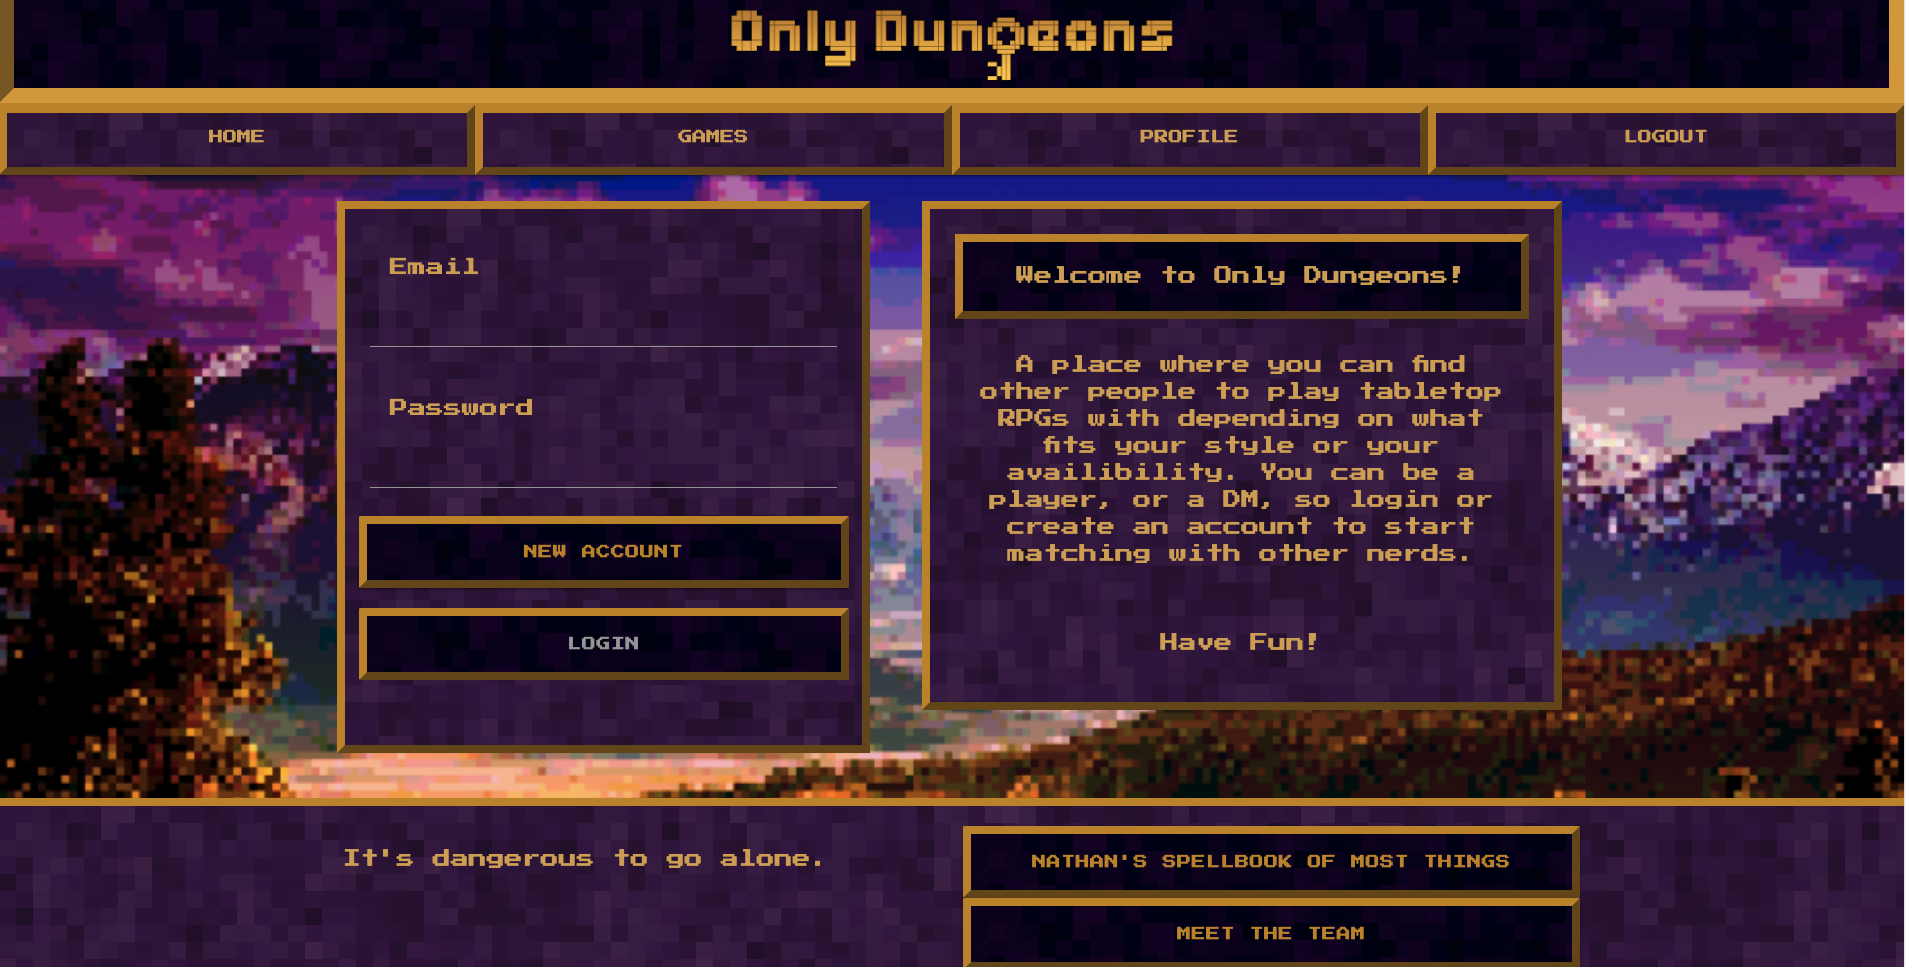 Only Dungeons
HOME
GAMES
PROFILE
LOGOUT
Email
Password
NEW ACCOUNT
LOGIN
Welcome to Only Dungeons!
A place where you can find
other people to play tabletop
RPGs with depending on what
fits your style or your
availibility. You can be a
player, or a DM, so login or
create an account to start
matching with other nerds.
Have Fun!
It's dangerous to go alone.
NATHAN'S SPELLBOOK OF MOST THINGS
MEET THE TEAM